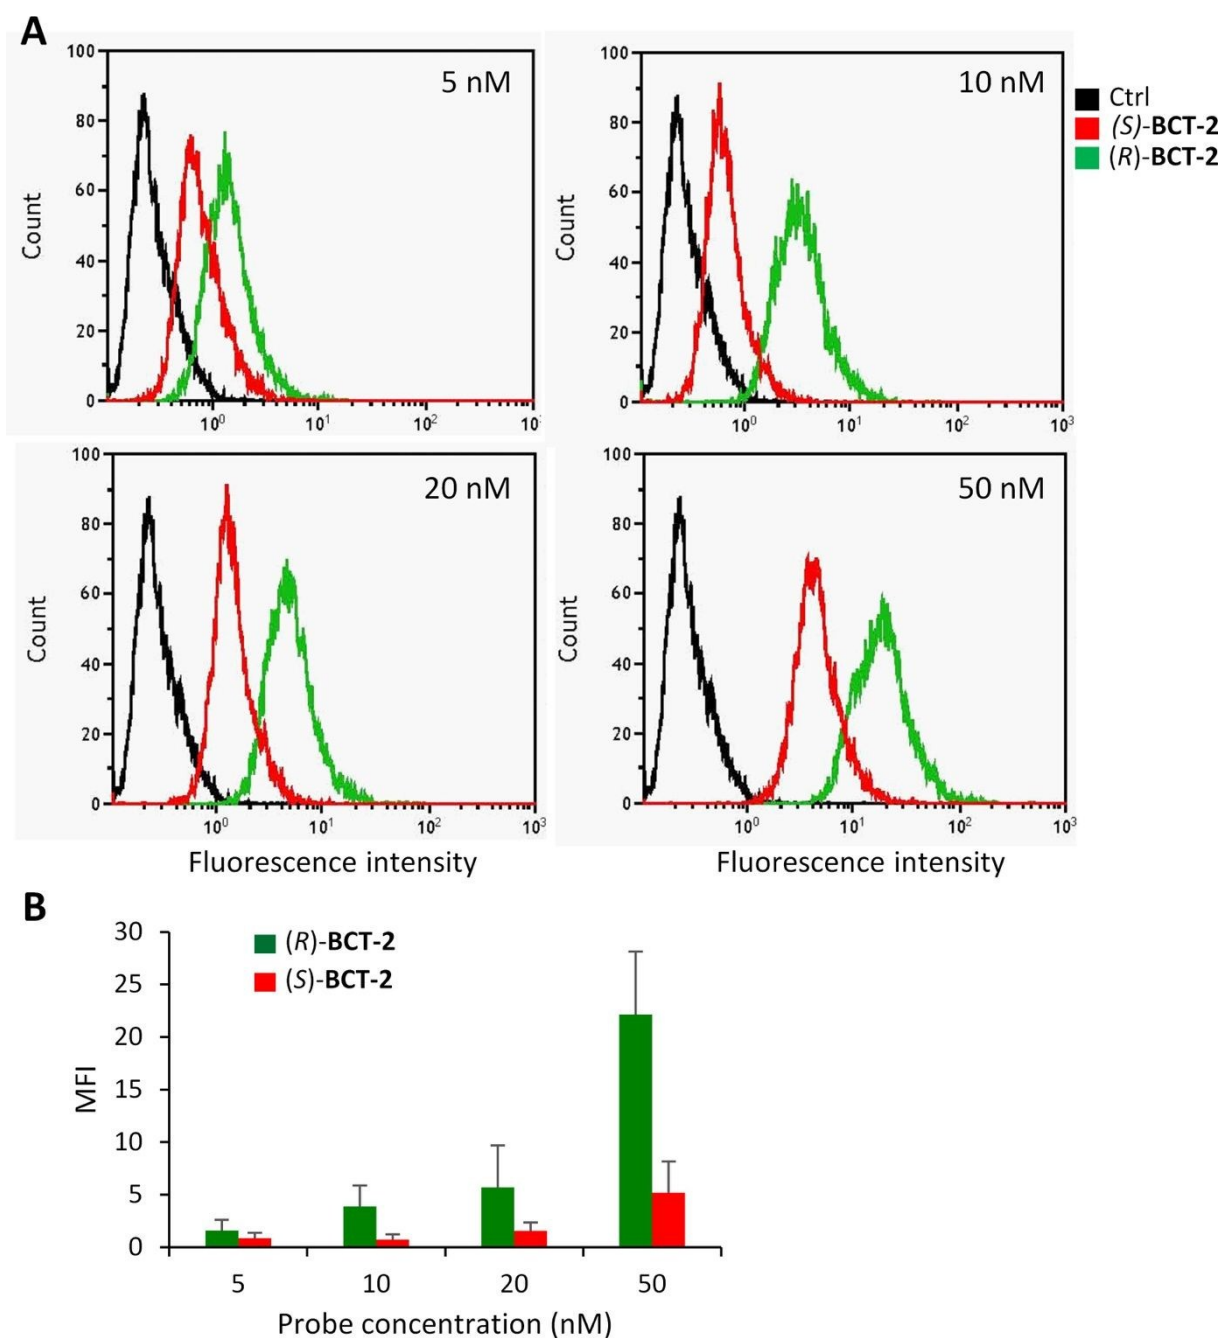 A
5 nM
100
80
60
40
20
0
Count
10⁰ 10¹ 10²
10 nM
100
80
60
40
20
0
Count
10⁰ 10¹ 10² 10³
Ctrl
(S)-BCT-2
(R)-BCT-2
20 nM
100
80
60
40
20
0
Count
10⁰ 10¹ 10² 10³
Fluorescence intensity
50 nM
100
80
60
40
20
0
Count
10⁰ 10¹ 10² 10³
Fluorescence intensity
B
(R)-BCT-2
(S)-BCT-2
30
25
20
15
10
5
0
MFI
5 10 20 50
Probe concentration (nM)